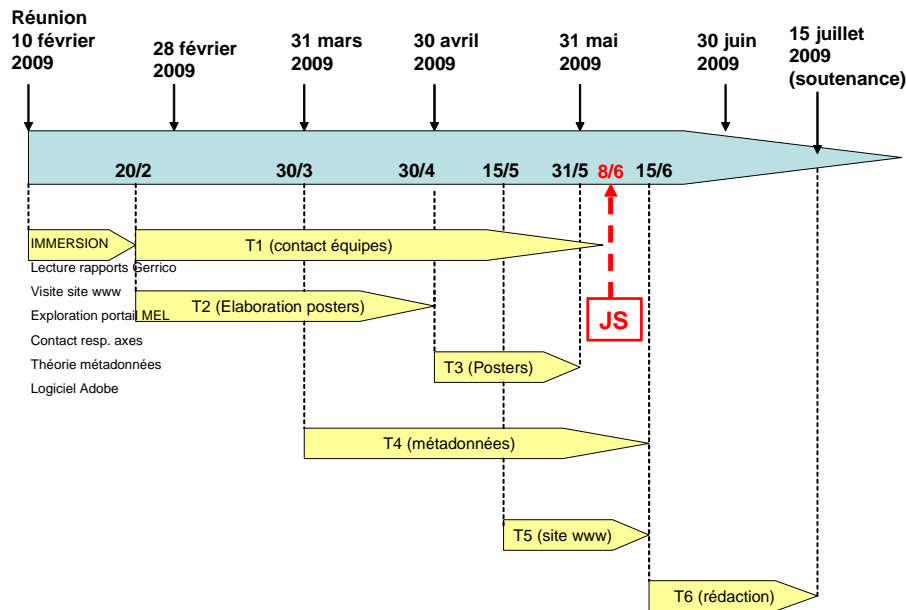 Réunion
10 février
2009
28 février
2009
31 mars
2009
30 avril
2009
31 mai
2009
30 juin
2009
15 juillet
2009
(soutenance)
20/2
30/3
30/4
15/5
31/5
8/6
15/6
IMMERSION
T1 (contact équipes)
Lecture rapports Gerrico
Visite site www
T2 (Elaboration posters)
Exploration portail MEL
JS
Contact resp. axes
Théorie métadonnées
T3 (Posters)
Logiciel Adobe
T4 (métadonnées)
T5 (site www)
T6 (rédaction)